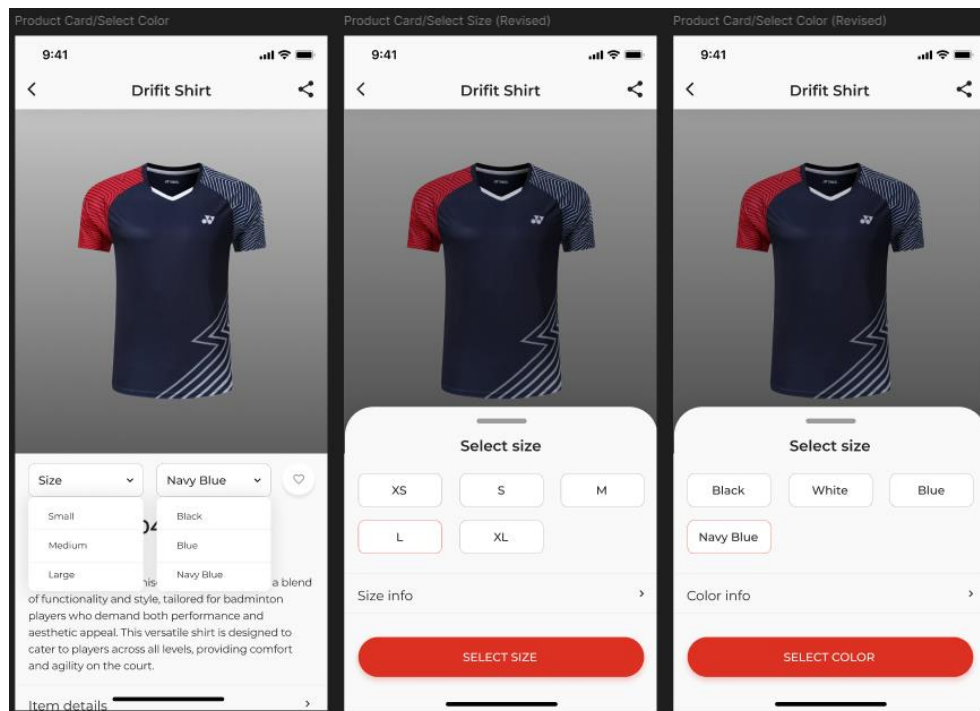 Product Card/Select Color
9:41
Drifit Shirt
Size
Navy Blue
Small
Medium
Large
Black
Blue
Navy Blue
04
a blend
of functionality and style, tailored for badminton
players who demand both performance and
aesthetic appeal. This versatile shirt is designed to
cater to players across all levels, providing comfort
and agility on the court.
Item details
Product Card/Select Size (Revised)
9:41
Drifit Shirt
Select size
XS
S
M
L
XL
Size info
SELECT SIZE
Product Card/Select Color (Revised)
9:41
Drifit Shirt
Select size
Black
White
Blue
Navy Blue
Color info
SELECT COLOR